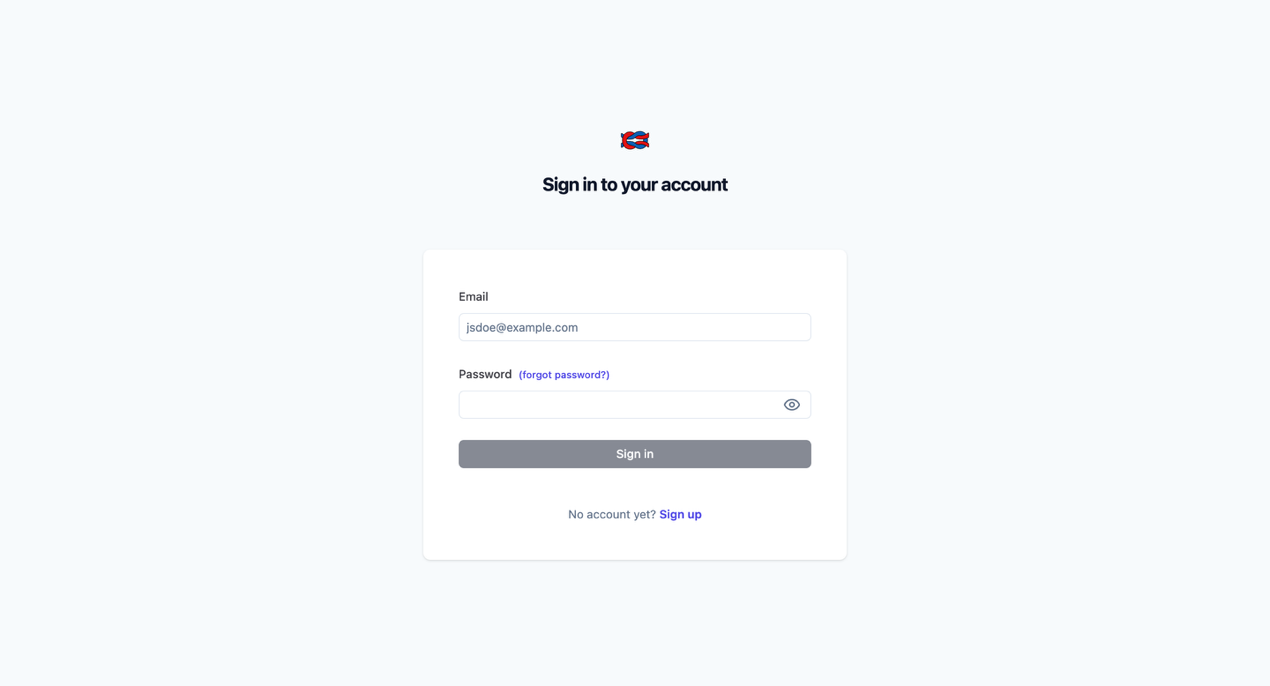 Sign in to your account
Email
jsdoe@example.com
Password (forgot password?)
Sign in
No account yet? Sign up